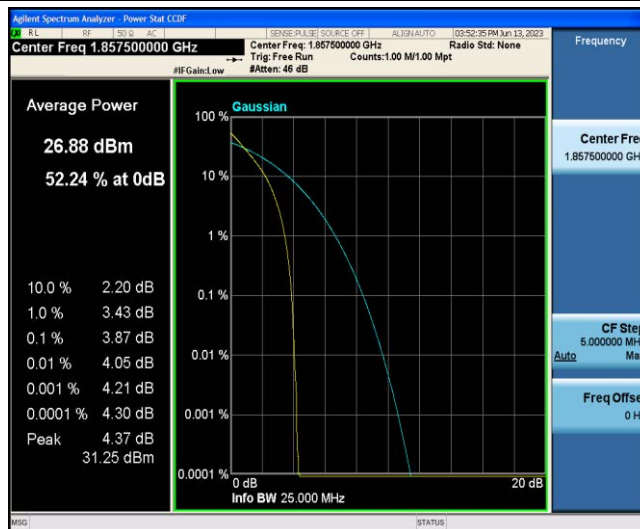 Agilent Spectrum Analyzer - Power Stat CCDF
RL RF 50 Ω AC SENSE:PULSE SOURCE OFF ALIGNAUTO 03:52:35 PM Jun 13, 2023
Center Freq 1.857500000 GHz
Center Freq: 1.857500000 GHz Radio Std: None
Trig: Free Run Counts:1.00 M/1.00 Mpt
#IFGain:Low #Atten: 46 dB
Frequency
Average Power
26.88 dBm
52.24 % at 0dB
10.0 % 2.20 dB
1.0 % 3.43 dB
0.1 % 3.87 dB
0.01 % 4.05 dB
0.001 % 4.21 dB
0.0001 % 4.30 dB
Peak 4.37 dB
31.25 dBm
Gaussian
100 %
10 %
1 %
0.1 %
0.01 %
0.001 %
0.0001 %
0 dB 20 dB
Info BW 25.000 MHz
Center Fre
1.857500000 GH
CF Step
5.000000 MH
Auto Ma
Freq Offse
0 H
MSG STATUS